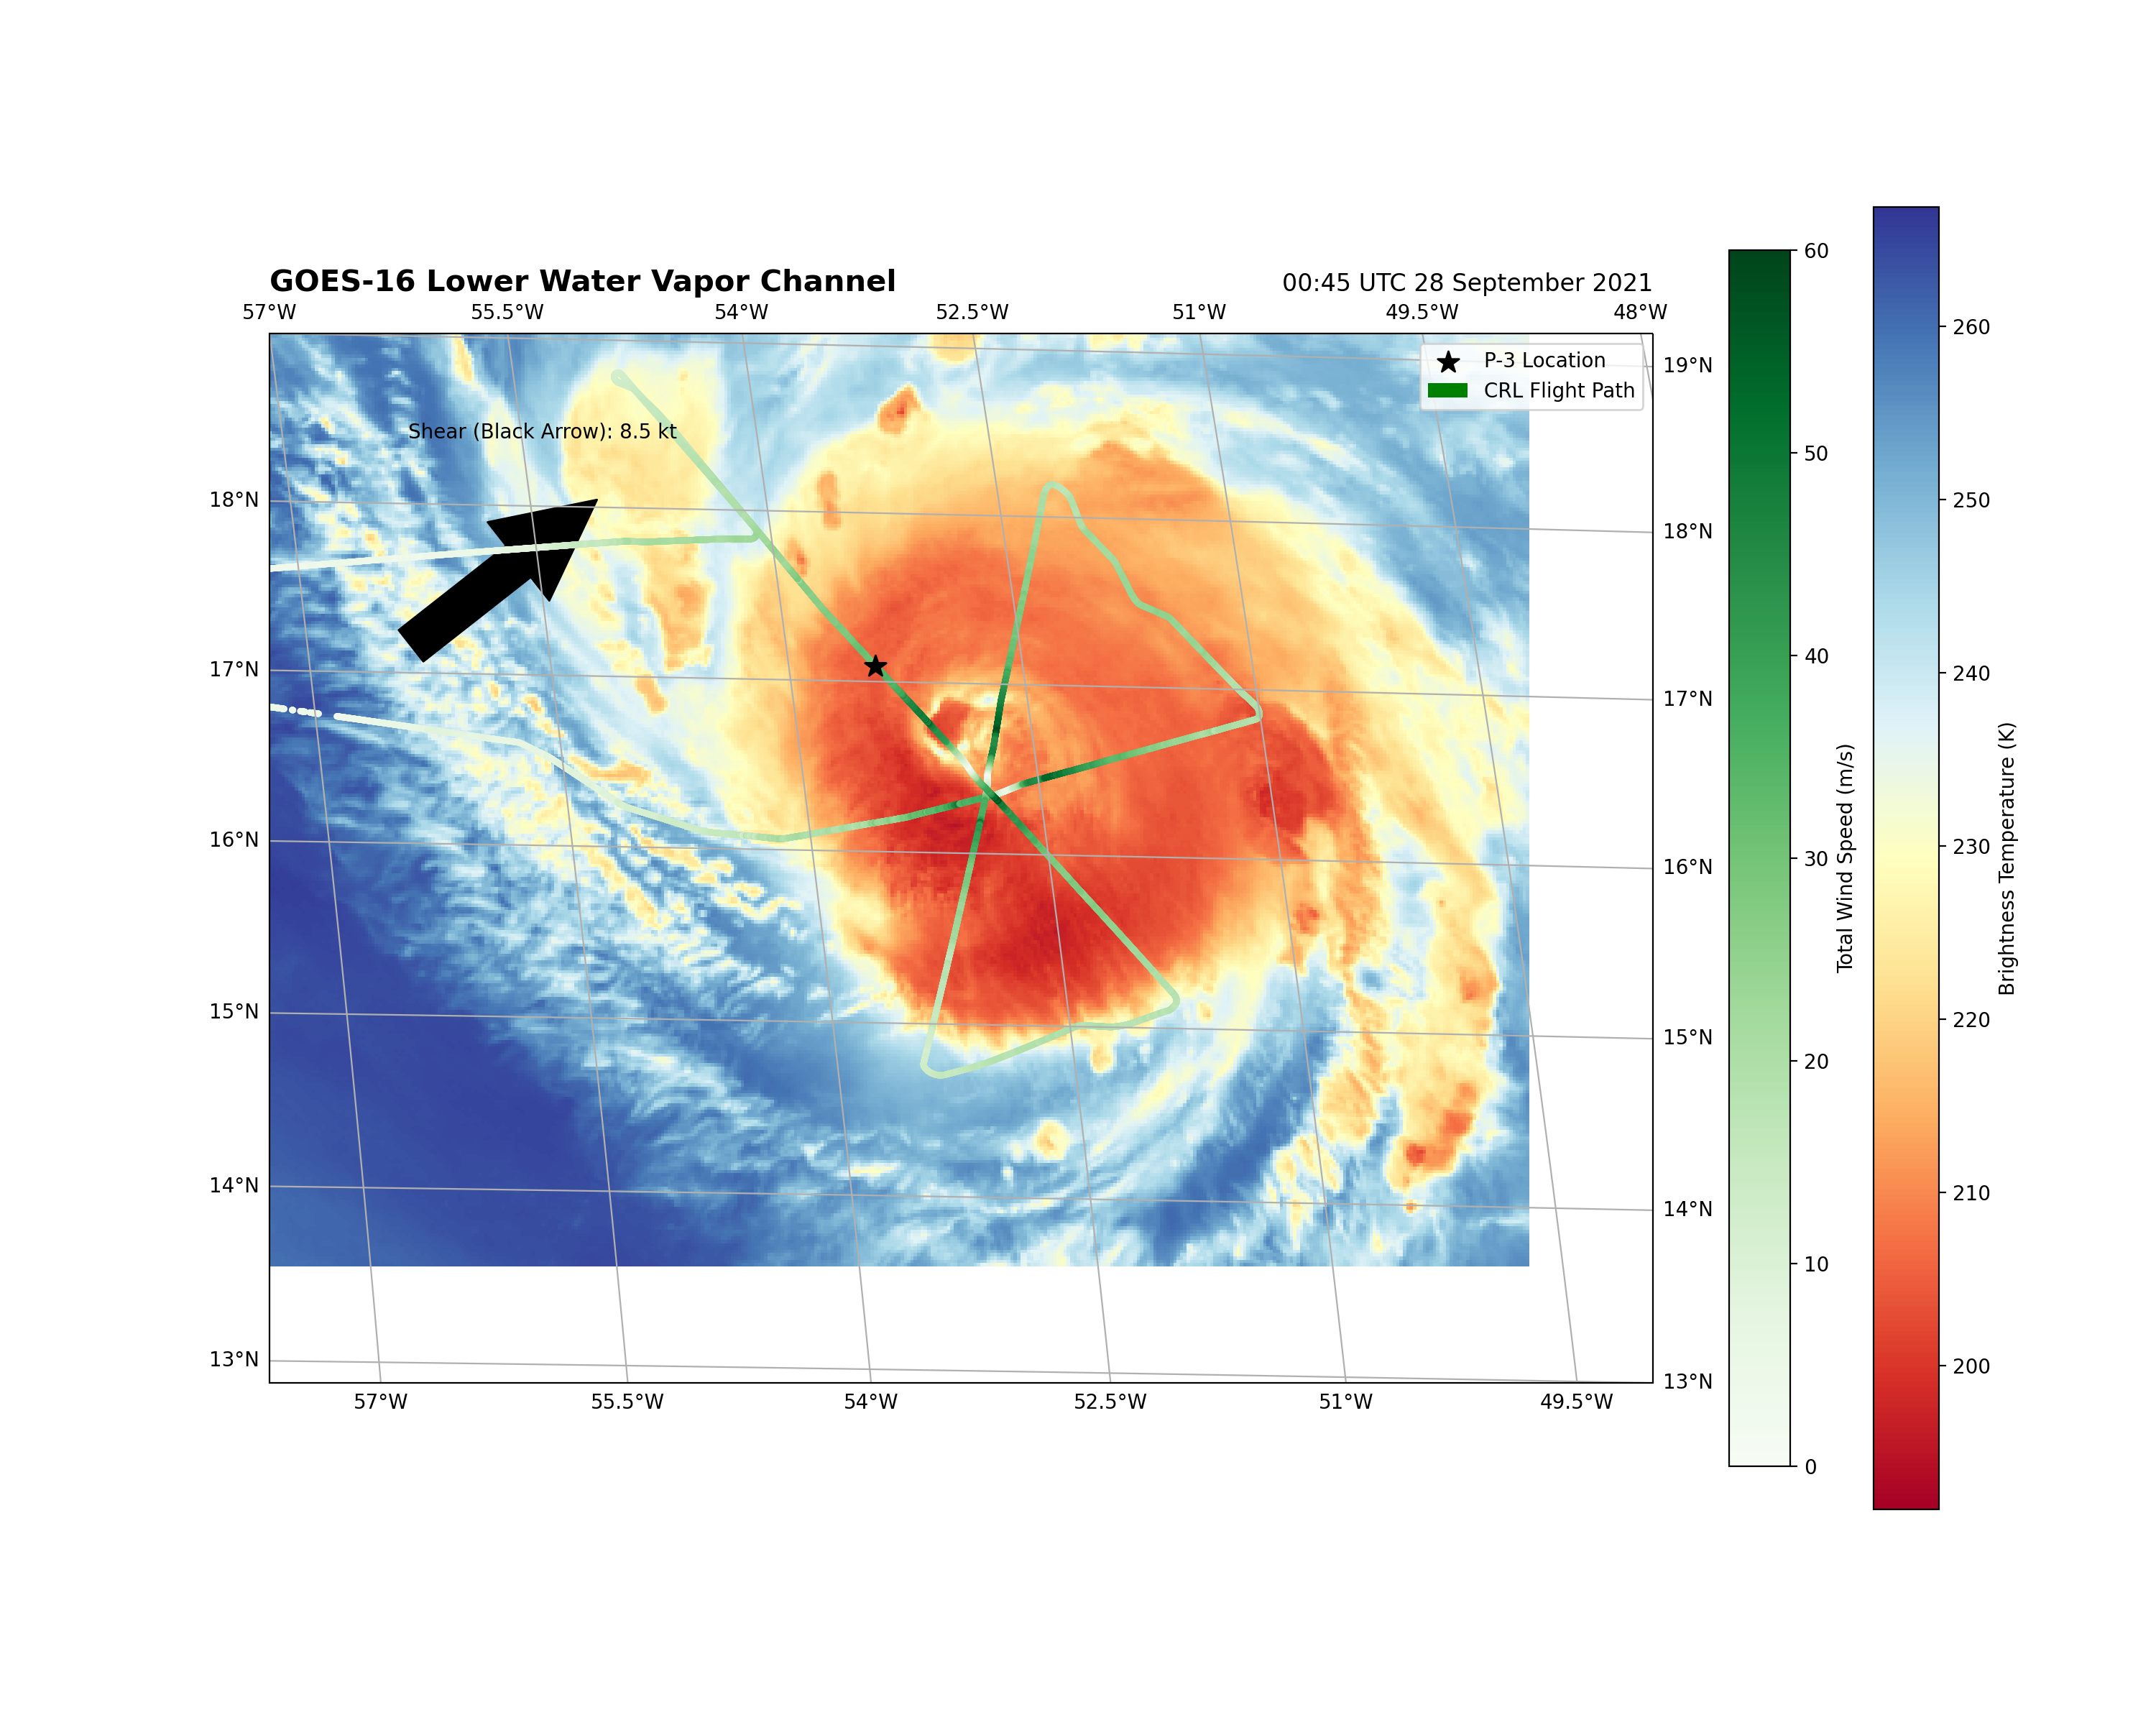 GOES-16 Lower Water Vapor Channel
00:45 UTC 28 September 2021
57°W 55.5°W 54°W 52.5°W 51°W 49.5°W 48°W
P-3 Location
CRL Flight Path
Shear (Black Arrow): 8.5 kt
18°N
17°N
16°N
15°N
14°N
13°N
19°N
18°N
17°N
16°N
15°N
14°N
13°N
57°W 55.5°W 54°W 52.5°W 51°W 49.5°W
60
50
40
30
20
10
0
Total Wind Speed (m/s)
260
250
240
230
220
210
200
Brightness Temperature (K)